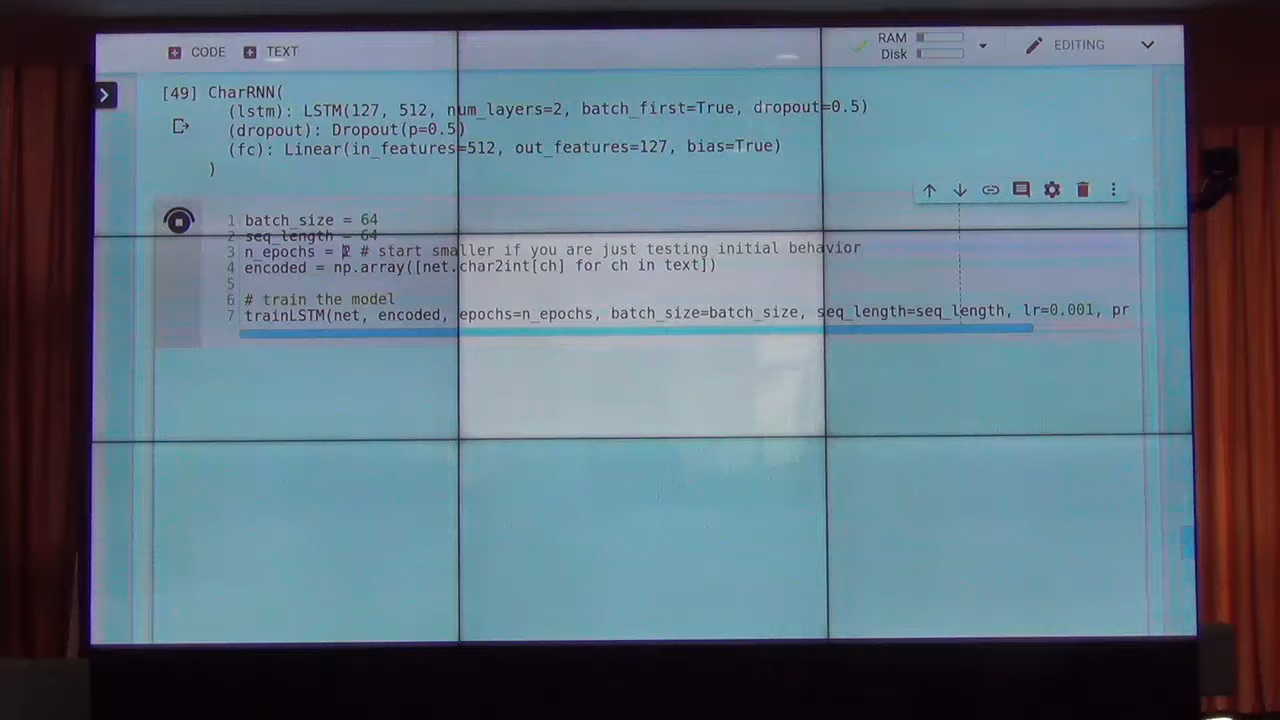 CODE TEXT
RAM
Disk
EDITING
[49] CharRNN(
(lstm): LSTM(127, 512, num_layers=2, batch_first=True, dropout=0.5)
(dropout): Dropout(p=0.5)
(fc): Linear(in_features=512, out_features=127, bias=True)
)
1 batch_size = 64
2 seq_length = 64
3 n_epochs = # start smaller if you are just testing initial behavior
4 encoded = np.array([net.char2int[ch] for ch in text])
5
6 # train the model
7 trainLSTM(net, encoded, epochs=n_epochs, batch_size=batch_size, seq_length=seq_length, lr=0.001, pr